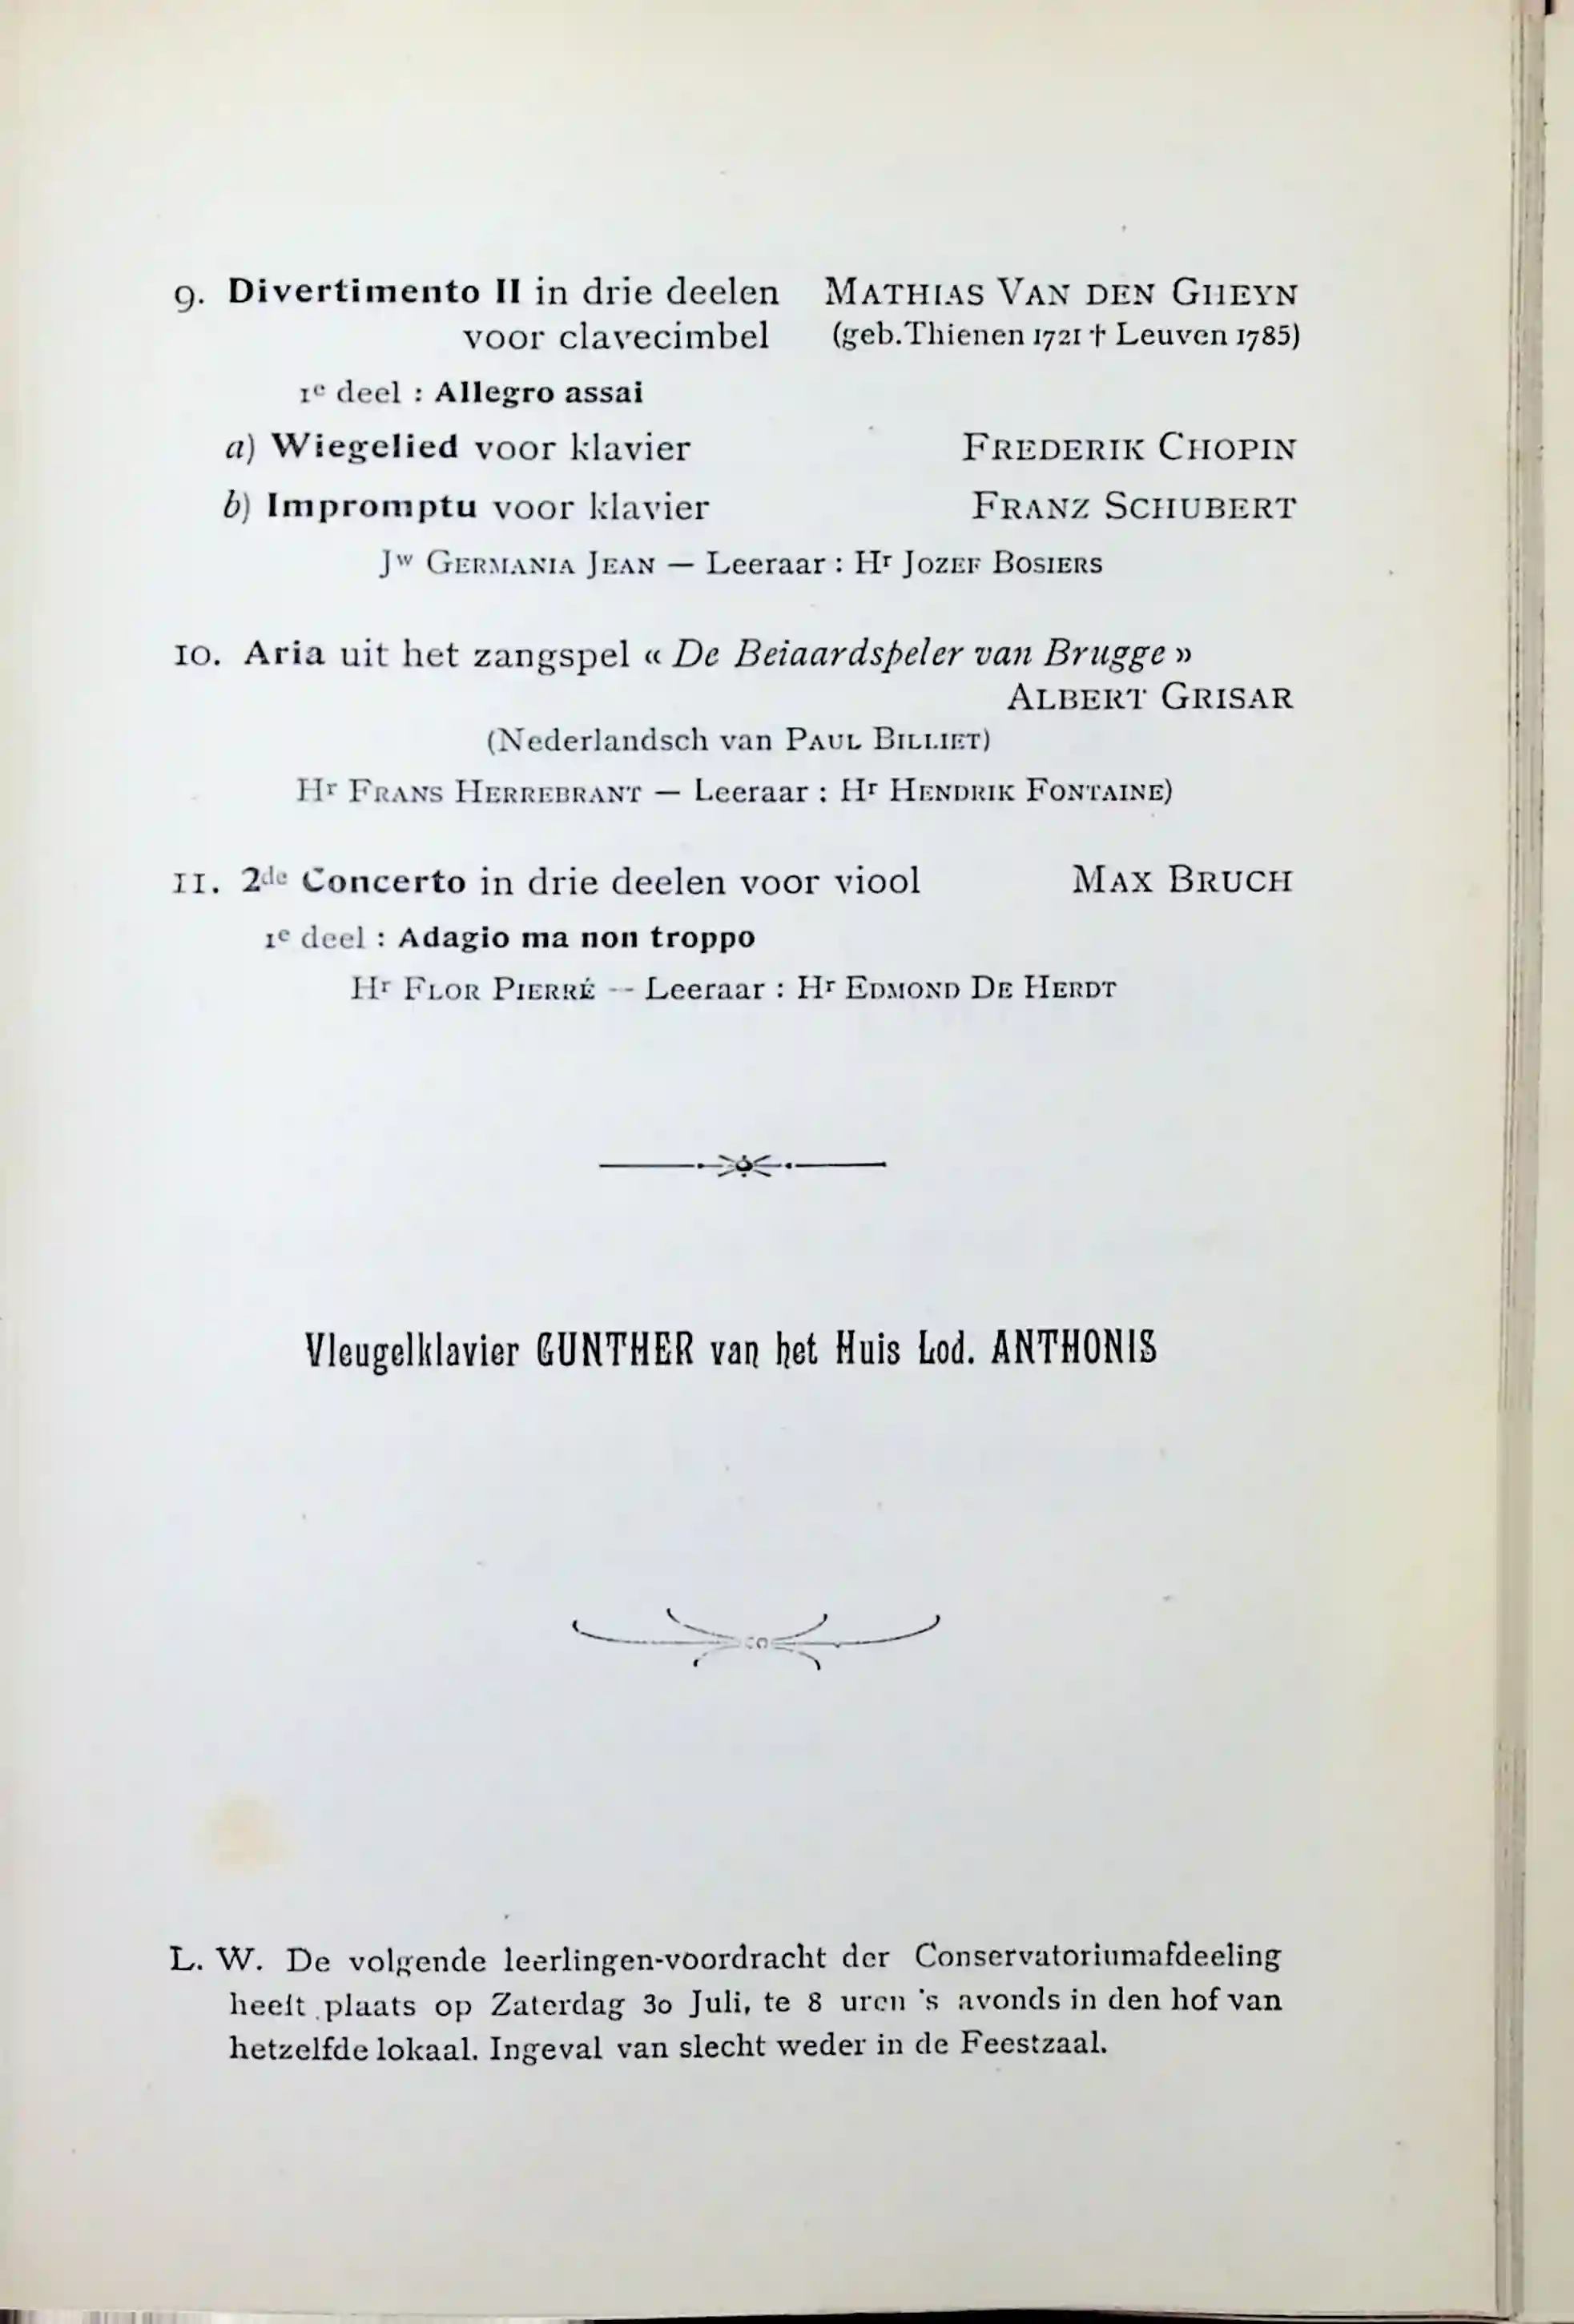 9. Divertimento II in drie deelen MATHIAS VAN DEN GHEYN
voor clavecimbel (geb. Thienen 1721 † Leuven 1785)
1e deel : Allegro assai
a) Wiegelied voor klavier FREDERIK CHOPIN
b) Impromptu voor klavier FRANZ SCHUBERT
Jw GERMANIA JEAN — Leeraar : Hr JOZEF BOSIERS
10. Aria uit het zangspel « De Beiaardspeler van Brugge »
ALBERT GRISAR
(Nederlandsch van PAUL BILLIET)
Hr FRANS HERREBRANT — Leeraar : Hr HENDRIK FONTAINE)
11. 2de Concerto in drie deelen voor viool MAX BRUCH
1e deel : Adagio ma non troppo
Hr FLOR PIERRÉ — Leeraar : Hr EDMOND DE HERDT
Vleugelklavier GUNTHER van het Huis Lod. ANTHONIS
L. W. De volgende leerlingen-voordracht der Conservatoriumafdeeling
heeft plaats op Zaterdag 30 Juli, te 8 uren 's avonds in den hof van
hetzelfde lokaal. Ingeval van slecht weder in de Feestzaal.